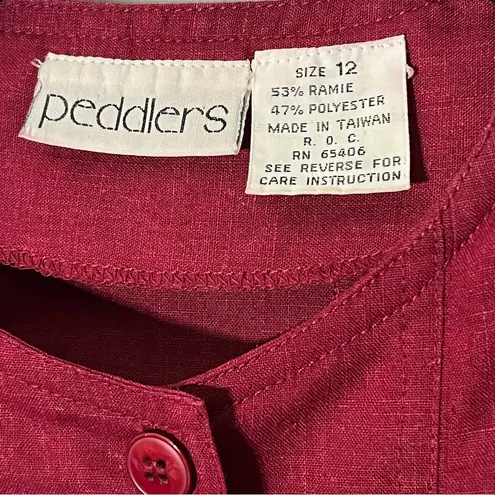 peddlers
SIZE 12
53% RAMIE
47% POLYESTER
MADE IN TAIWAN
R. O. C.
RN 65406
SEE REVERSE FOR
CARE INSTRUCTION